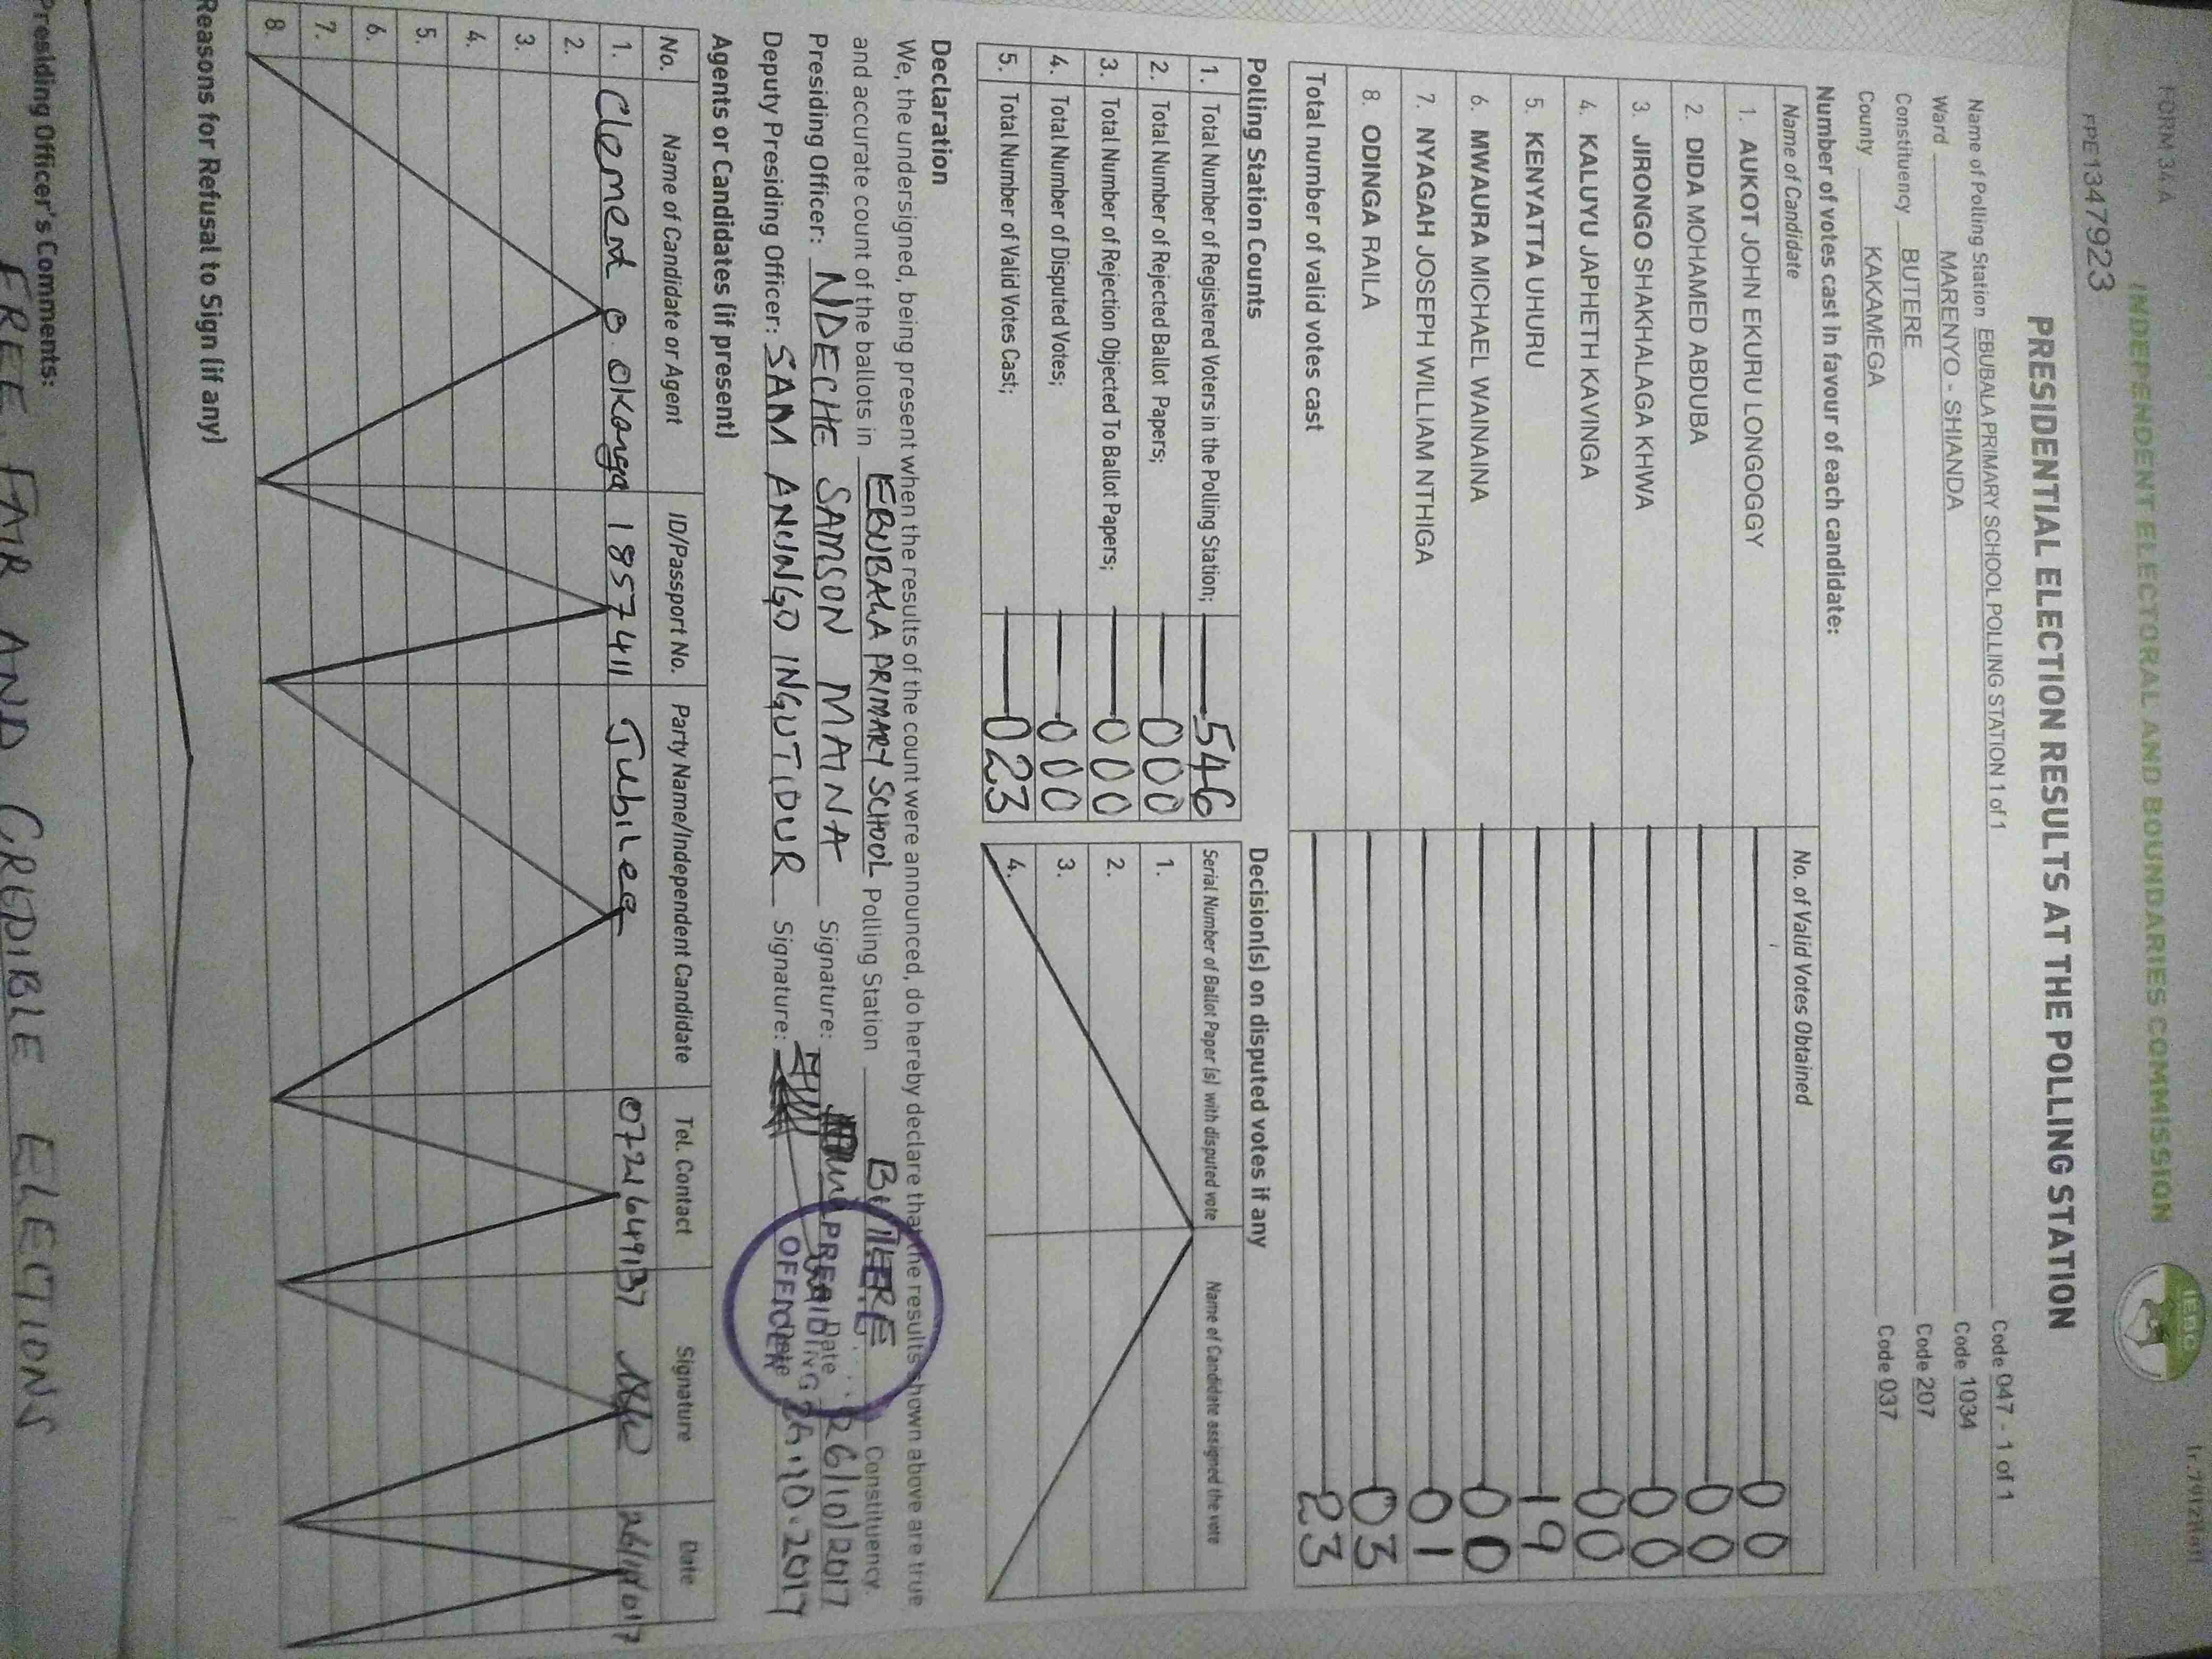 FORM 34A
INDEPENDENT ELECTORAL AND BOUNDARIES COMMISSION
IEBC
FPE1347923
PRESIDENTIAL ELECTION RESULTS AT THE POLLING STATION
Name of Polling Station EBUBALA PRIMARY SCHOOL POLLING STATION 1 of 1 Code 047 - 1 of 1
Ward MARENYO - SHIANDA Code 1034
Constituency BUTERE Code 207
County KAKAMEGA Code 037
Number of votes cast in favour of each candidate:
Name of Candidate No. of Valid Votes Obtained
1. AUKOT JOHN EKURU LONGOGGY 00
2. DIDA MOHAMED ABDUBA 00
3. JIRONGO SHAKHALAGA KHWA 00
4. KALUYU JAPHETH KAVINGA 00
5. KENYATTA UHURU 19
6. MWAURA MICHAEL WAINAINA 00
7. NYAGAH JOSEPH WILLIAM NTHIGA 01
8. ODINGA RAILA 03
Total number of valid votes cast 23
Polling Station Counts
1. Total Number of Registered Voters in the Polling Station; 546
2. Total Number of Rejected Ballot Papers; 000
3. Total Number of Rejection Objected To Ballot Papers; 000
4. Total Number of Disputed Votes; 000
5. Total Number of Valid Votes Cast; 023
Decision(s) on disputed votes if any
Serial Number of Ballot Paper (s) with disputed vote Name of Candidate assigned the vote
1.
2.
3.
4.
Declaration
We, the undersigned, being present when the results of the count were announced, do hereby declare that the results shown above are true
and accurate count of the ballots in EBUBALA PRIMARY SCHOOL Polling Station BUTERE Constituency.
Presiding Officer: NDECHE SAMSON MAINA Signature: Date 26/10/2017
Deputy Presiding Officer: SAM ANUNGO INGUTIDUR Signature: Date 26.10.2017
PRESIDING
OFFICER
Agents or Candidates (if present)
No. Name of Candidate or Agent ID/Passport No. Party Name/Independent Candidate Tel. Contact Signature Date
1. Clement O. Okanga 18957411 Jubilee 0721649137
2.
3.
4.
5.
6.
7.
8.
Reasons for Refusal to Sign (if any)
Presiding Officer's Comments:
FREE, FAIR AND CREDIBLE ELECTIONS